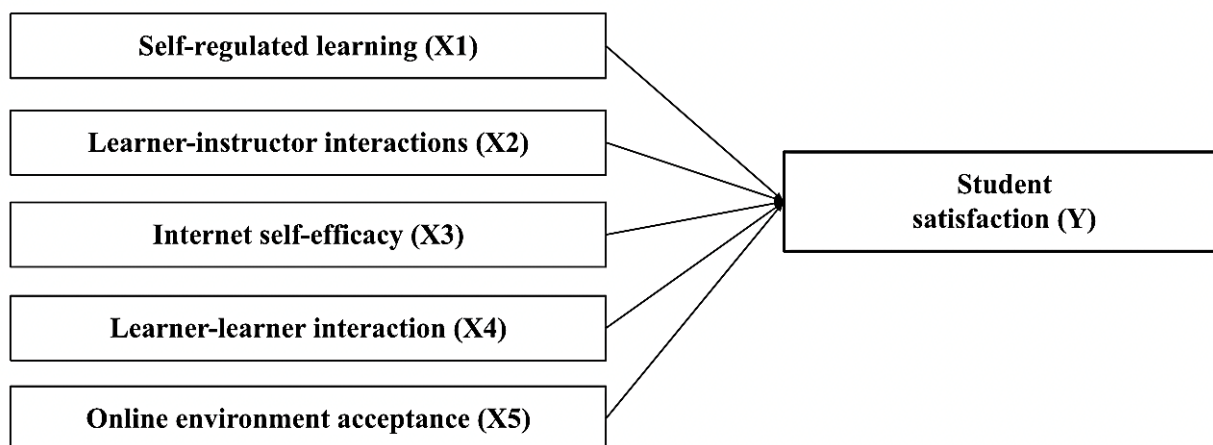 Self-regulated learning (X1)
Learner-instructor interactions (X2)
Internet self-efficacy (X3)
Learner-learner interaction (X4)
Online environment acceptance (X5)
Student
satisfaction (Y)